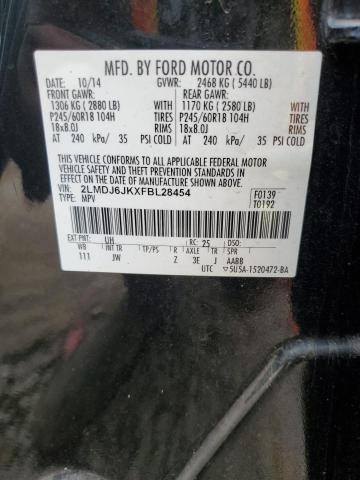 MFD. BY FORD MOTOR CO.
DATE: 10/14 GVWR: 2468 KG ( 5440 LB)
FRONT GAWR: REAR GAWR:
1306 KG ( 2880 LB) WITH 1170 KG ( 2580 LB) WITH
P245/60R18 104H TIRES P245/60R18 104H TIRES
18x8.0J RIMS 18x8.0J RIMS
AT 240 kPa/ 35 PSI COLD AT 240 kPa/ 35 PSI COLD
THIS VEHICLE CONFORMS TO ALL APPLICABLE FEDERAL MOTOR
VEHICLE SAFETY AND THEFT PREVENTION STANDARDS IN EFFECT ON
THE DATE OF MANUFACTURE SHOWN ABOVE.
VIN: 2LMDJ6JKXFBL28454 F0139
TYPE: MPV T0192
EXT PNT: UH RC: 25 DSO:
WB INT TR TP/PS R AXLE TR SPR
111 JW Z 3E J AABB
UTC 5U5A-1520472-BA